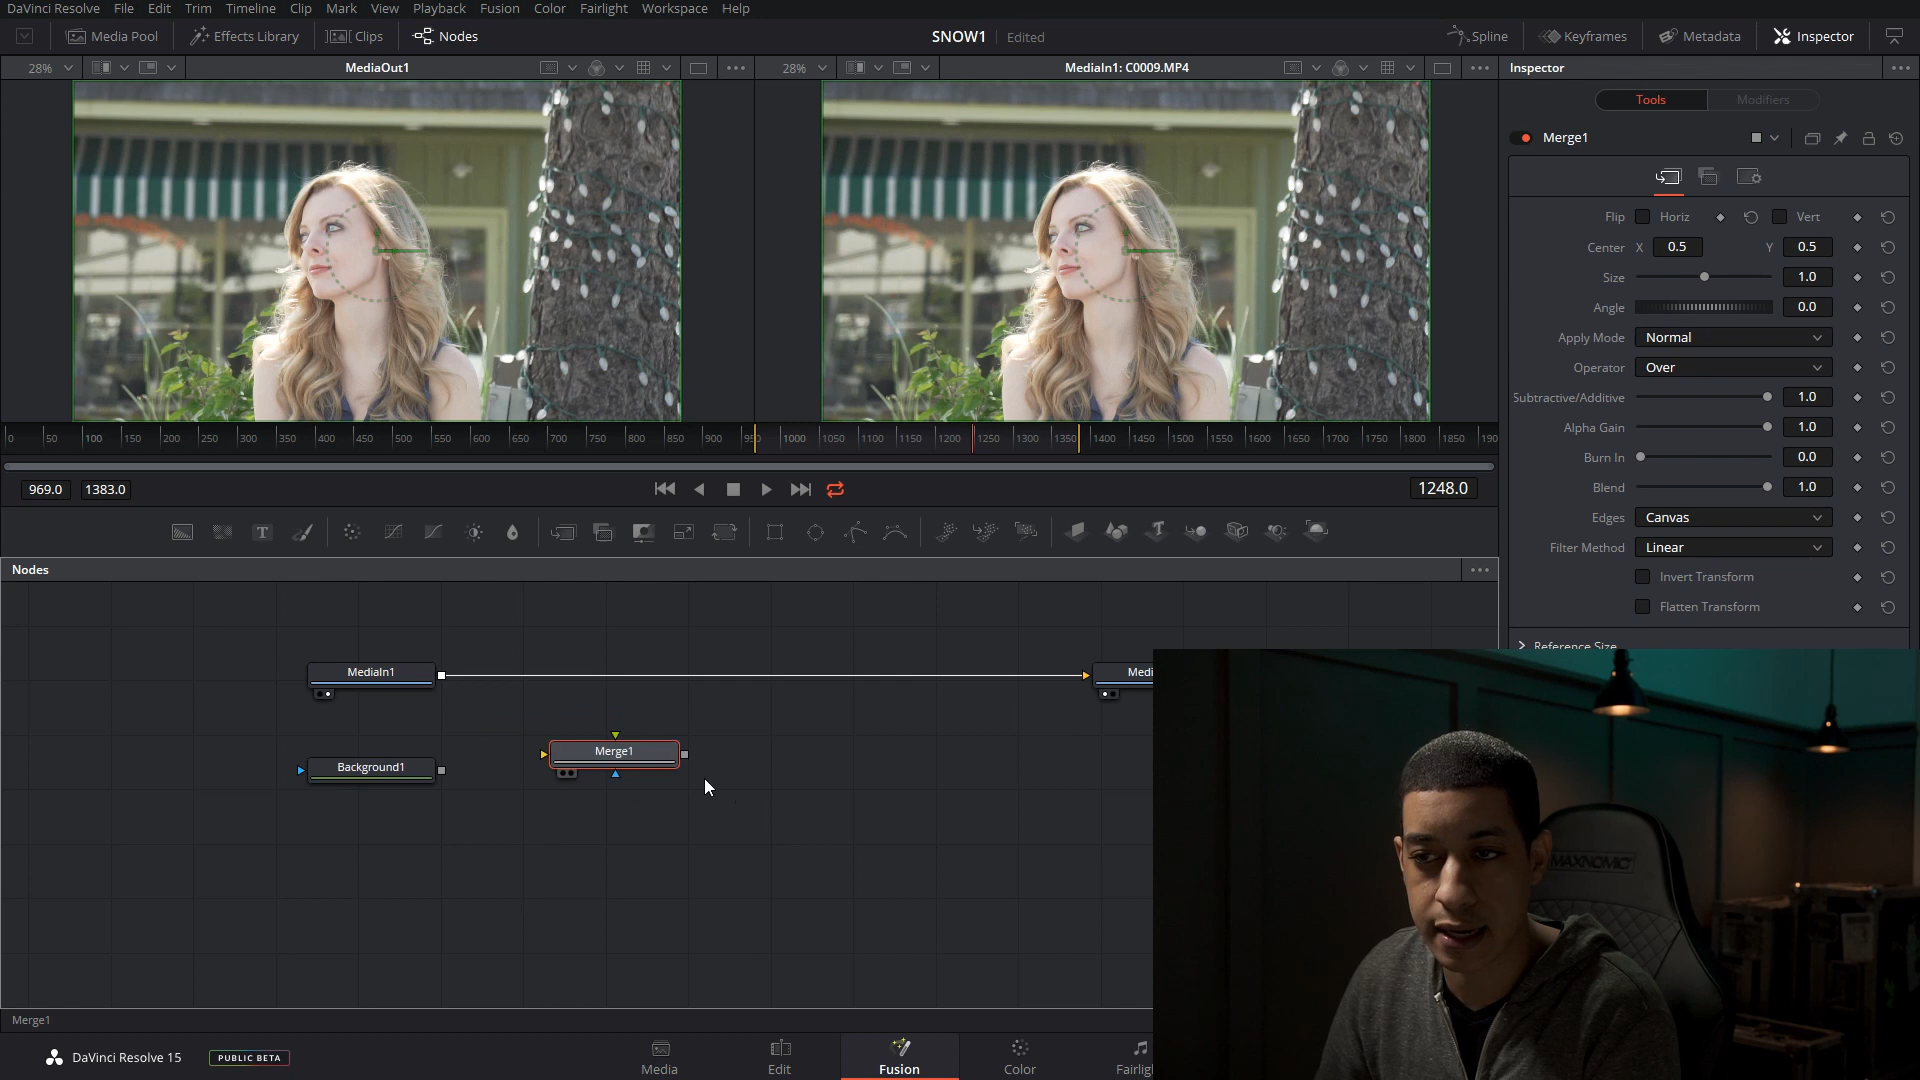 DaVinci Resolve File Edit Trim Timeline Clip Mark View Playback Fusion Color Fairlight Workspace Help
Media Pool Effects Library Clips Nodes SNOW1 Edited Spline Keyframes Metadata Inspector
28% MediaOut1 28% MediaIn1: C0009.MP4 Inspector
Tools Modifiers
Merge1
Flip Horiz Vert
Center X 0.5 Y 0.5
Size 1.0
Angle 0.0
Apply Mode Normal
Operator Over
Subtractive/Additive 1.0
Alpha Gain 1.0
Burn In 0.0
Blend 1.0
Edges Canvas
Filter Method Linear
Invert Transform
Flatten Transform
Reference Size
0 50 100 150 200 250 300 350 400 450 500 550 600 650 700 750 800 850 900 950 1000 1050 1100 1150 1200 1250 1300 1350 1400 1450 1500 1550 1600 1650 1700 1750 1800 1850 190
969.0 1383.0 1248.0
Nodes
MediaIn1 Medi
Merge1
Background1
MAXNOMIC
Merge1
DaVinci Resolve 15 PUBLIC BETA
Media Edit Fusion Color Fairlig